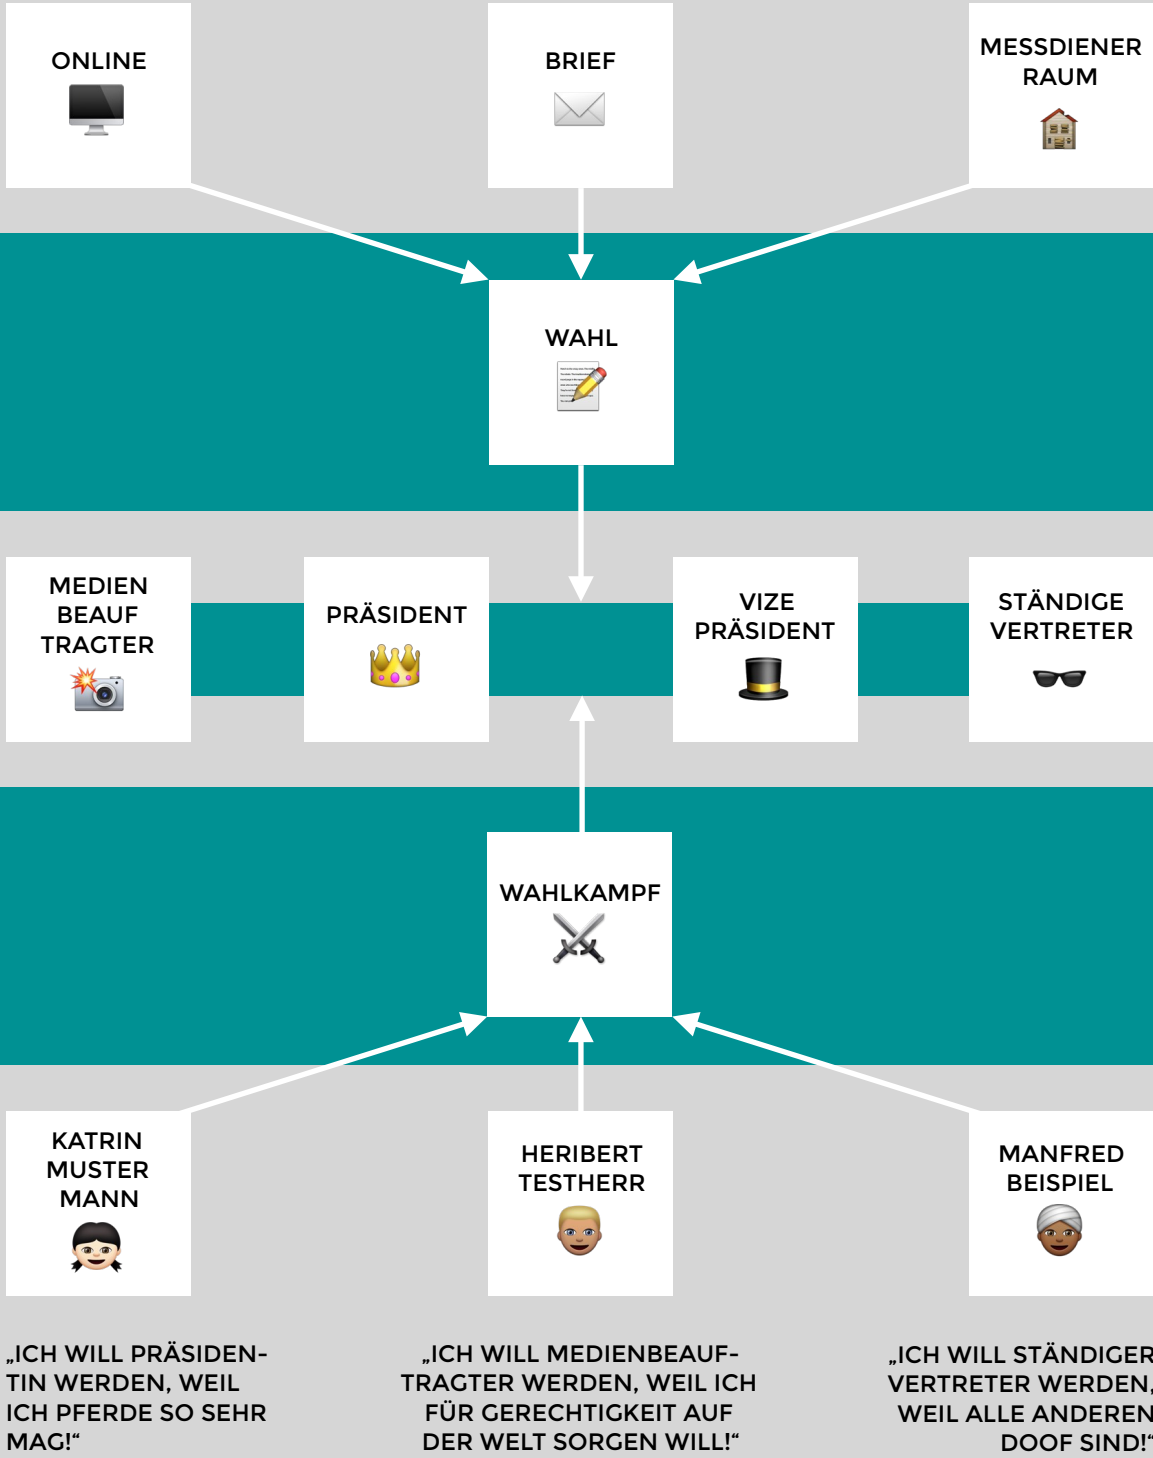 ONLINE
BRIEF
MESSDIENER
RAUM
WAHL
MEDIEN
BEAUF
TRAGTER
PRÄSIDENT
VIZE
PRÄSIDENT
STÄNDIGE
VERTRETER
WAHLKAMPF
KATRIN
MUSTER
MANN
HERIBERT
TESTHERR
MANFRED
BEISPIEL
„ICH WILL PRÄSIDEN-
TIN WERDEN, WEIL
ICH PFERDE SO SEHR
MAG!“
„ICH WILL MEDIENBEAUF-
TRAGTER WERDEN, WEIL ICH
FÜR GERECHTIGKEIT AUF
DER WELT SORGEN WILL!“
„ICH WILL STÄNDIGER
VERTRETER WERDEN,
WEIL ALLE ANDEREN
DOOF SIND!“